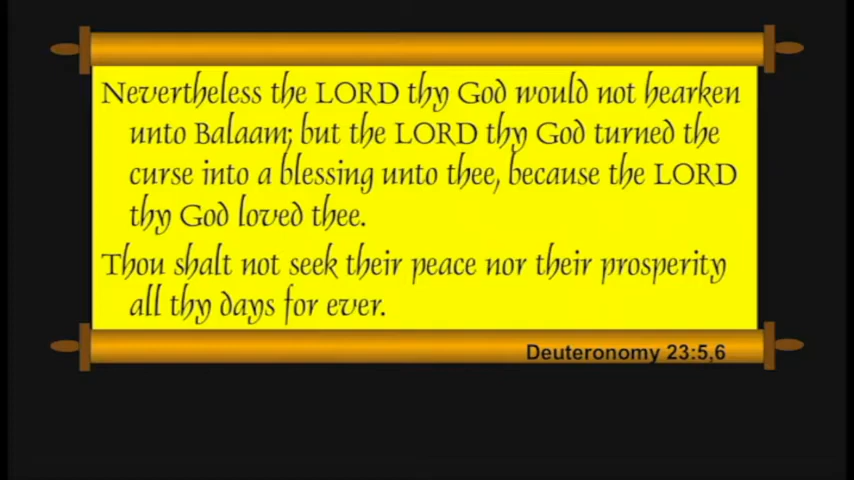 Nevertheless the LORD thy God would not hearken
unto Balaam; but the LORD thy God turned the
curse into a blessing unto thee, because the LORD
thy God loved thee.
Thou shalt not seek their peace nor their prosperity
all thy days for ever.
Deuteronomy 23:5,6